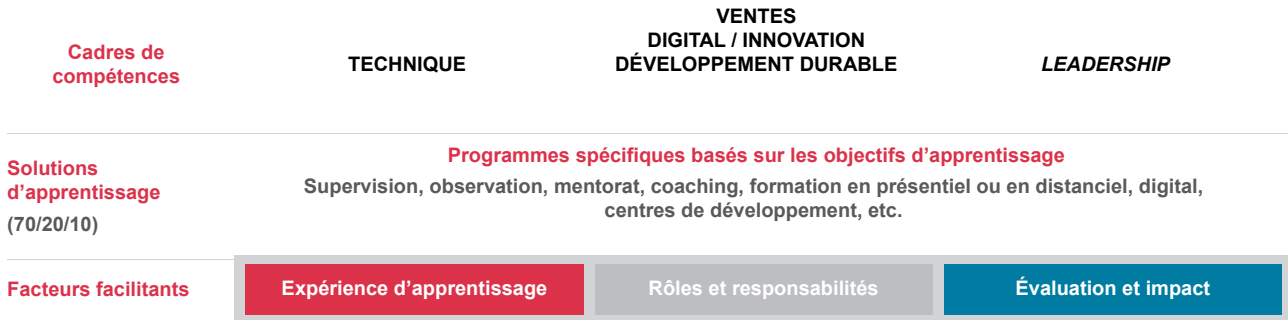 Cadres de
compétences
TECHNIQUE
VENTES
DIGITAL / INNOVATION
DÉVELOPPEMENT DURABLE
LEADERSHIP
Solutions
d’apprentissage
(70/20/10)
Programmes spécifiques basés sur les objectifs d’apprentissage
Supervision, observation, mentorat, coaching, formation en présentiel ou en distanciel, digital,
centres de développement, etc.
Facteurs facilitants
Expérience d’apprentissage
Rôles et responsabilités
Évaluation et impact